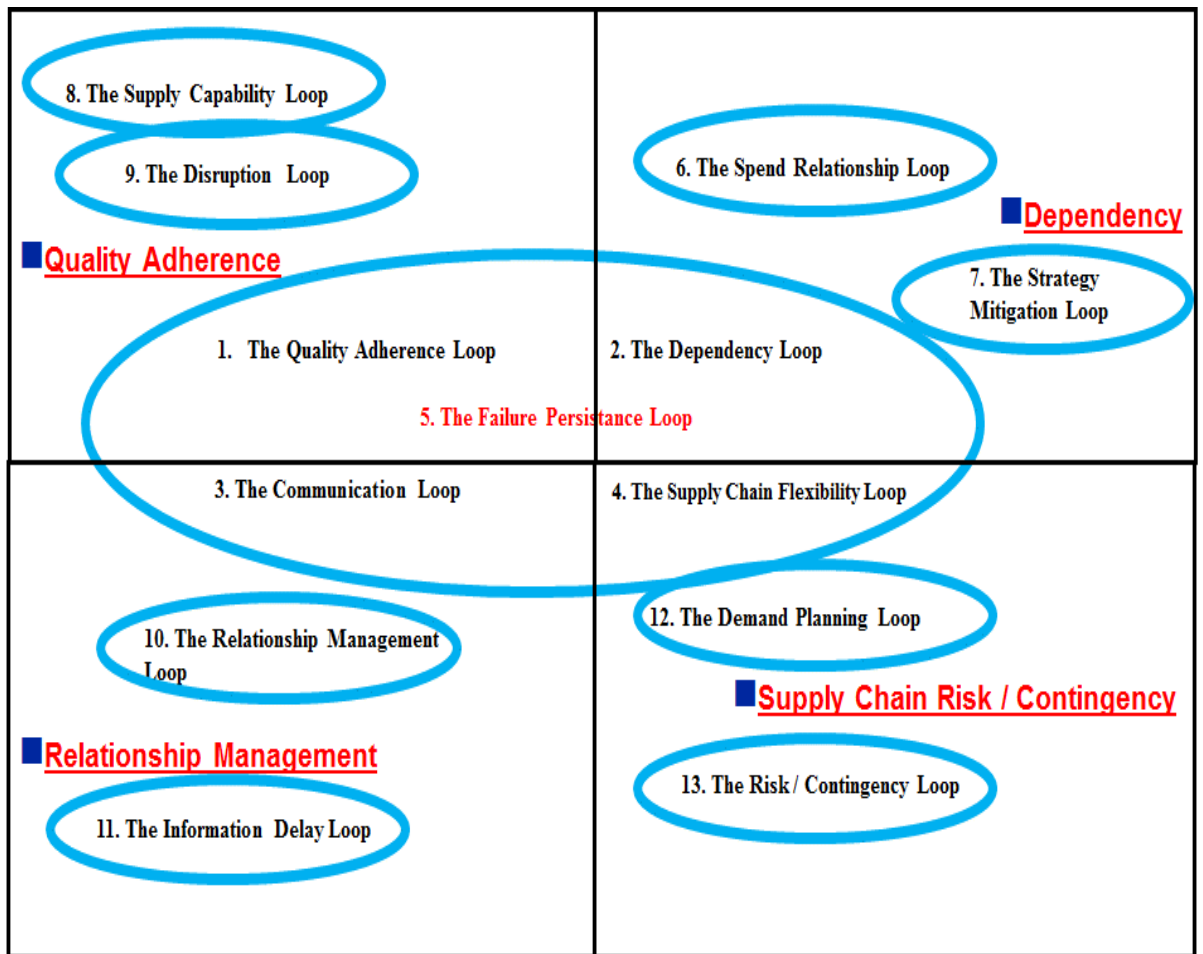 8. The Supply Capability Loop
9. The Disruption Loop
Quality Adherence
6. The Spend Relationship Loop
Dependency
7. The Strategy
Mitigation Loop
1. The Quality Adherence Loop
2. The Dependency Loop
5. The Failure Persistance Loop
3. The Communication Loop
4. The Supply Chain Flexibility Loop
10. The Relationship Management
Loop
Relationship Management
11. The Information Delay Loop
12. The Demand Planning Loop
Supply Chain Risk / Contingency
13. The Risk / Contingency Loop